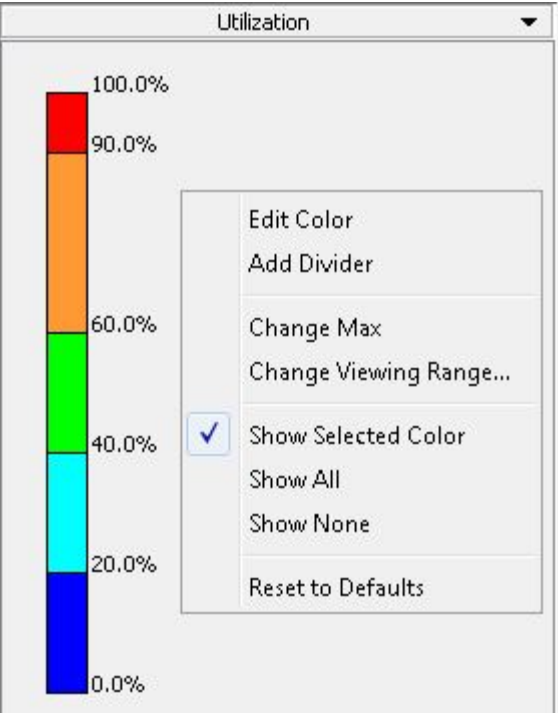 Utilization
100.0%
90.0%
60.0%
40.0%
20.0%
0.0%
Edit Color
Add Divider
Change Max
Change Viewing Range...
Show Selected Color
Show All
Show None
Reset to Defaults